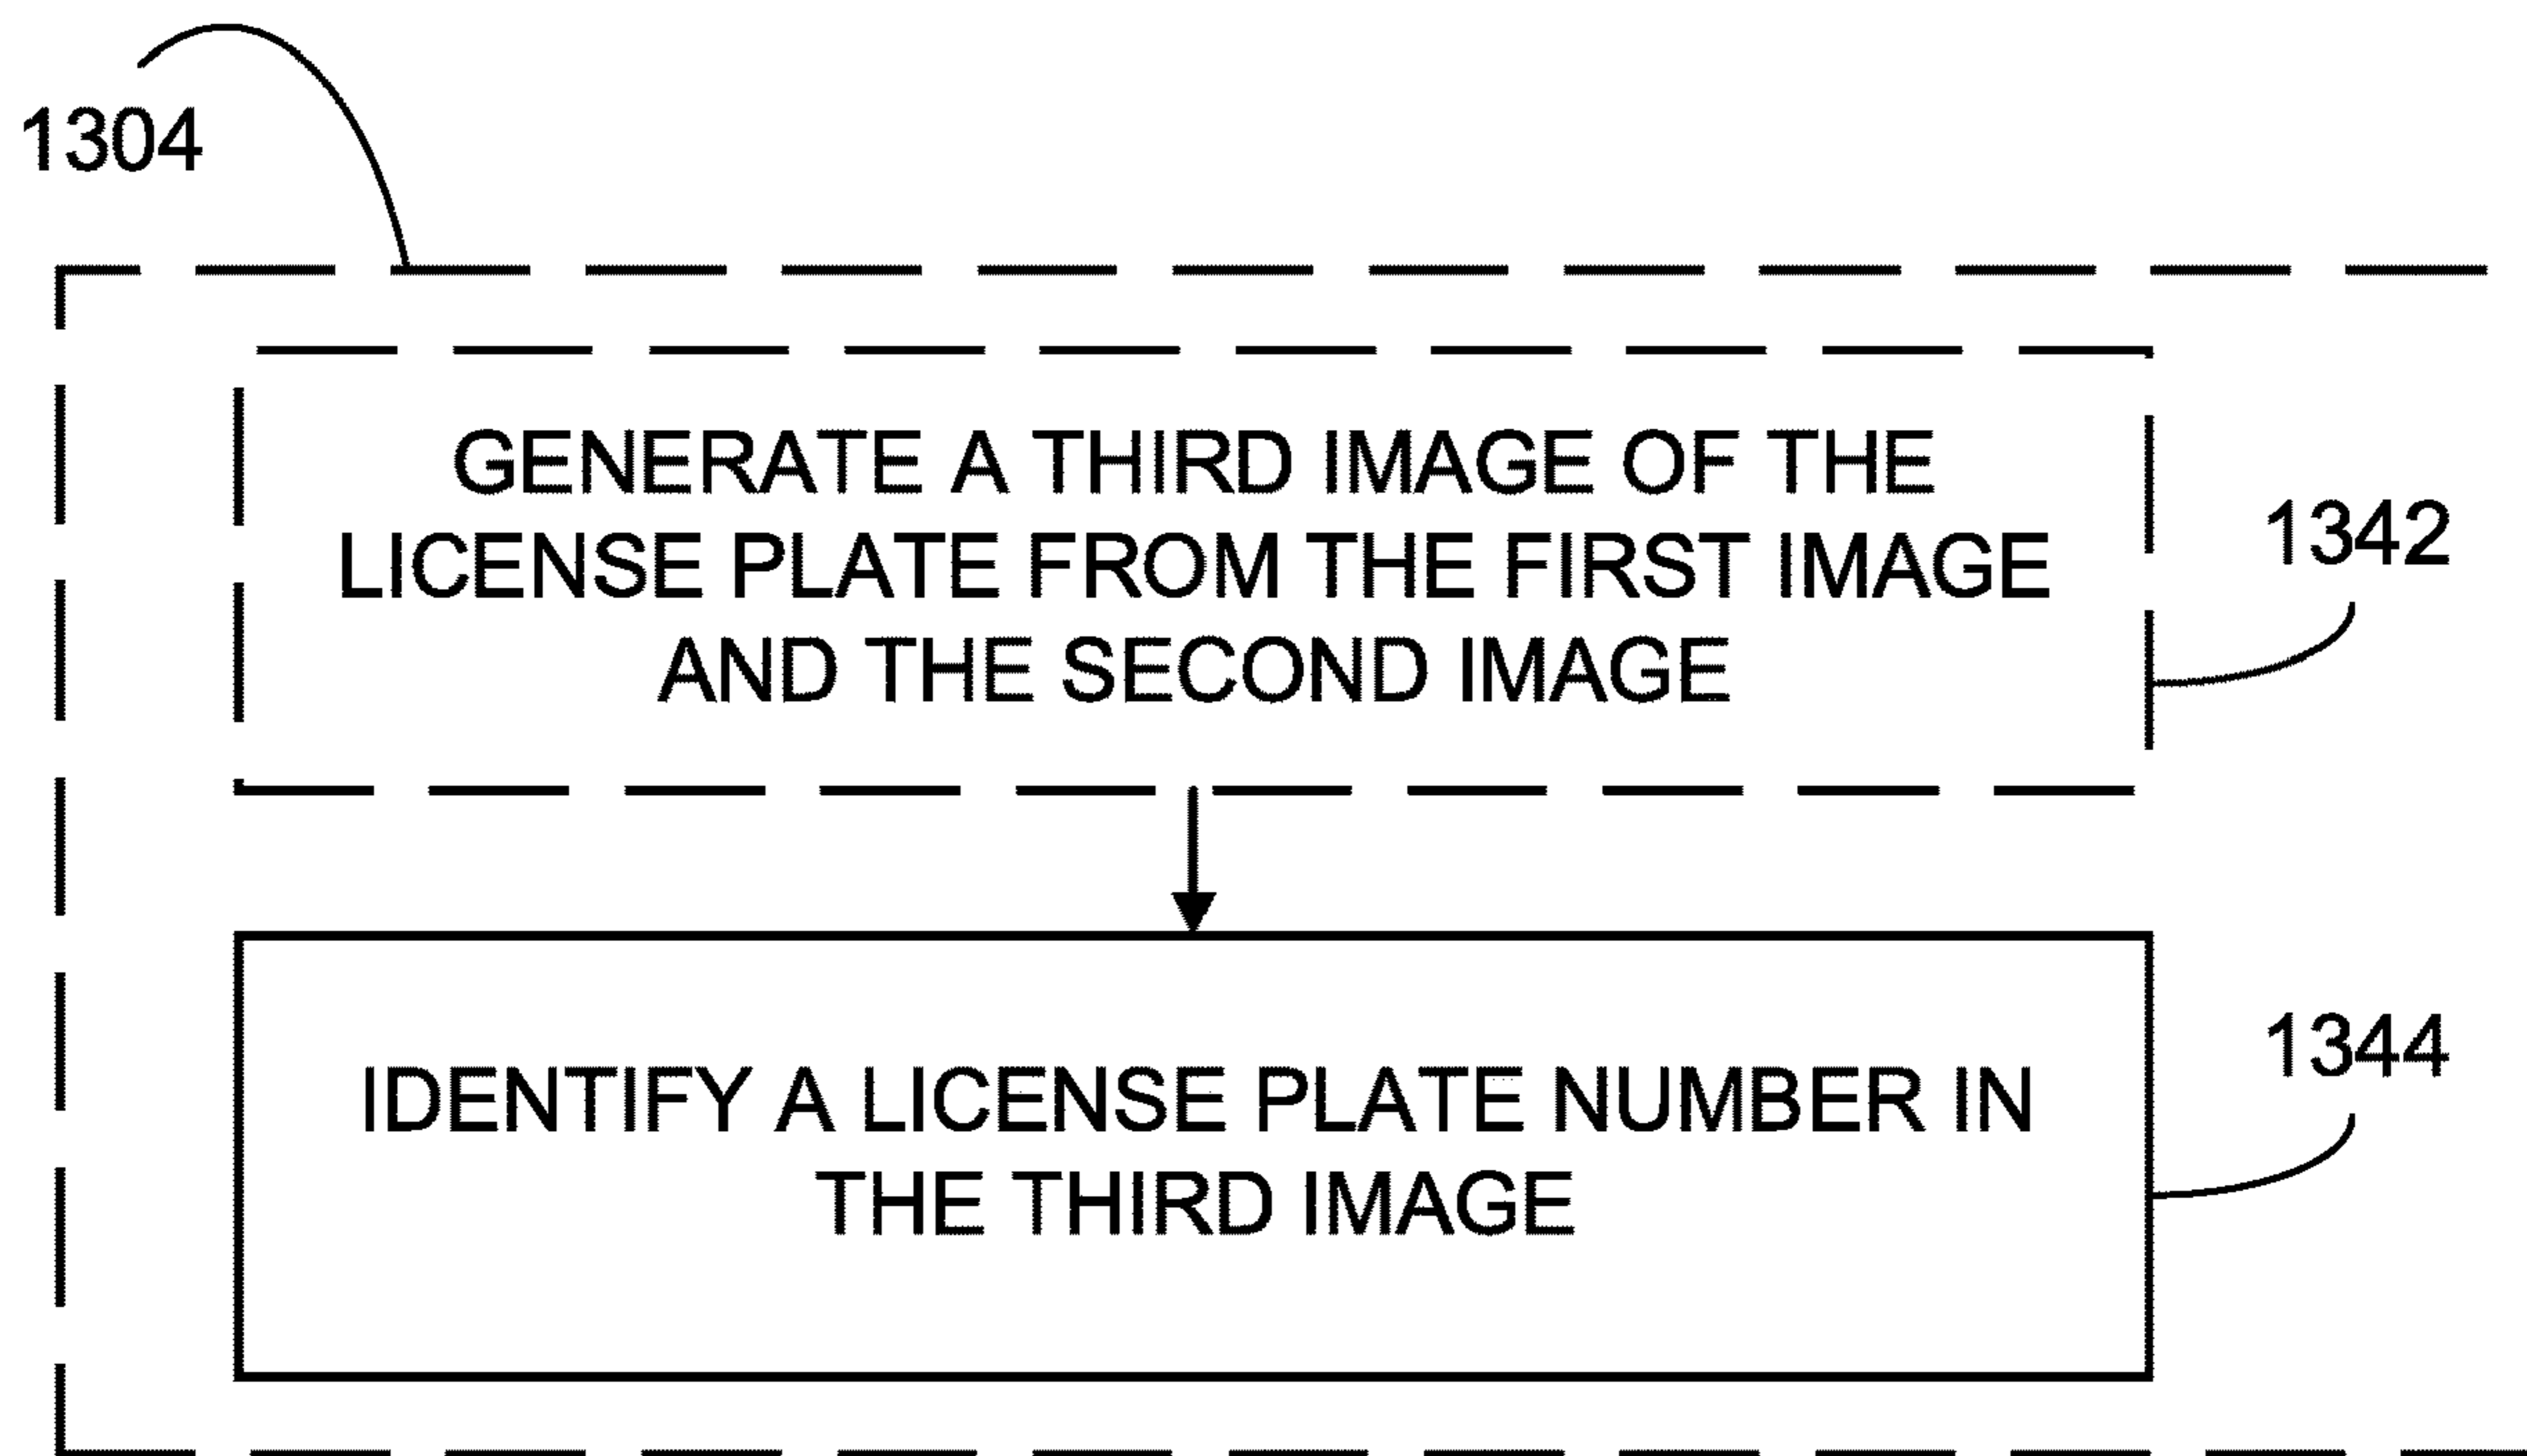 1304
GENERATE A THIRD IMAGE OF THE
LICENSE PLATE FROM THE FIRST IMAGE
AND THE SECOND IMAGE
1342
IDENTIFY A LICENSE PLATE NUMBER IN
THE THIRD IMAGE
1344